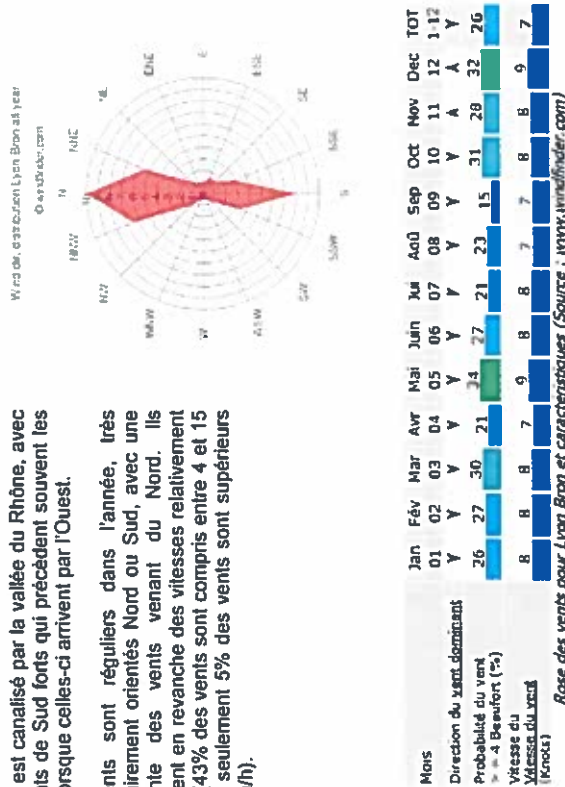 est canalisé par la vallée du Rhône, avec
ts de Sud forts qui précèdent souvent les
orsque celles-ci arrivent par l'Ouest.
nts sont réguliers dans l'année, très
irement orientés Nord ou Sud, avec une
nte des vents venant du Nord. Ils
ent en revanche des vitesses relativement
43% des vents sont compris entre 4 et 15
seulement 5% des vents sont supérieurs
/h).
Wind dir. distribution Lyon Bron all year
© windfinder.com
N
NNE
NE
ENE
E
ESE
SE
SSE
S
SSW
SW
WSW
W
WNW
NW
NNW
Mois Jan Fév Mar Avr Mai Juin Jui Aoû Sep Oct Nov Dec TOT
01 02 03 04 05 06 07 08 09 10 11 12 1-12
Direction du vent dominant
Probabilité du vent
> = 4 Beaufort (%) 26 27 30 21 34 27 21 23 15 31 28 32 26
Vitesse du
Vitesse du vent
(Knots) 8 8 8 7 9 8 8 7 7 8 8 9 7
Rose des vents pour Lyon Bron et caractéristiques (Source : www.windfinder.com)